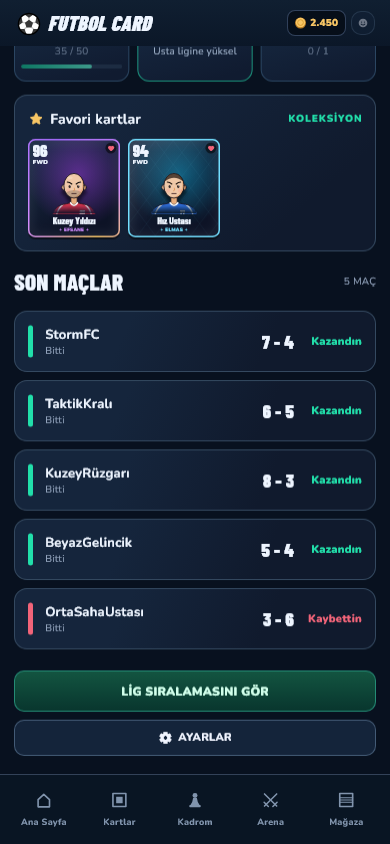 FUTBOL CARD
2.450
35 / 50
Usta ligine yüksel
0 / 1
Favori kartlar
KOLEKSİYON
96
FWD
Kuzey Yıldızı
EFSANE
94
FWD
Hız Ustası
ELMAS
SON MAÇLAR
5 MAÇ
StormFC
Bitti
7 - 4
Kazandın
TaktikKralı
Bitti
6 - 5
Kazandın
KuzeyRüzgarı
Bitti
8 - 3
Kazandın
BeyazGelincik
Bitti
5 - 4
Kazandın
OrtaSahaUstası
Bitti
3 - 6
Kaybettin
LİG SIRALAMASINI GÖR
AYARLAR
Ana Sayfa
Kartlar
Kadrom
Arena
Mağaza